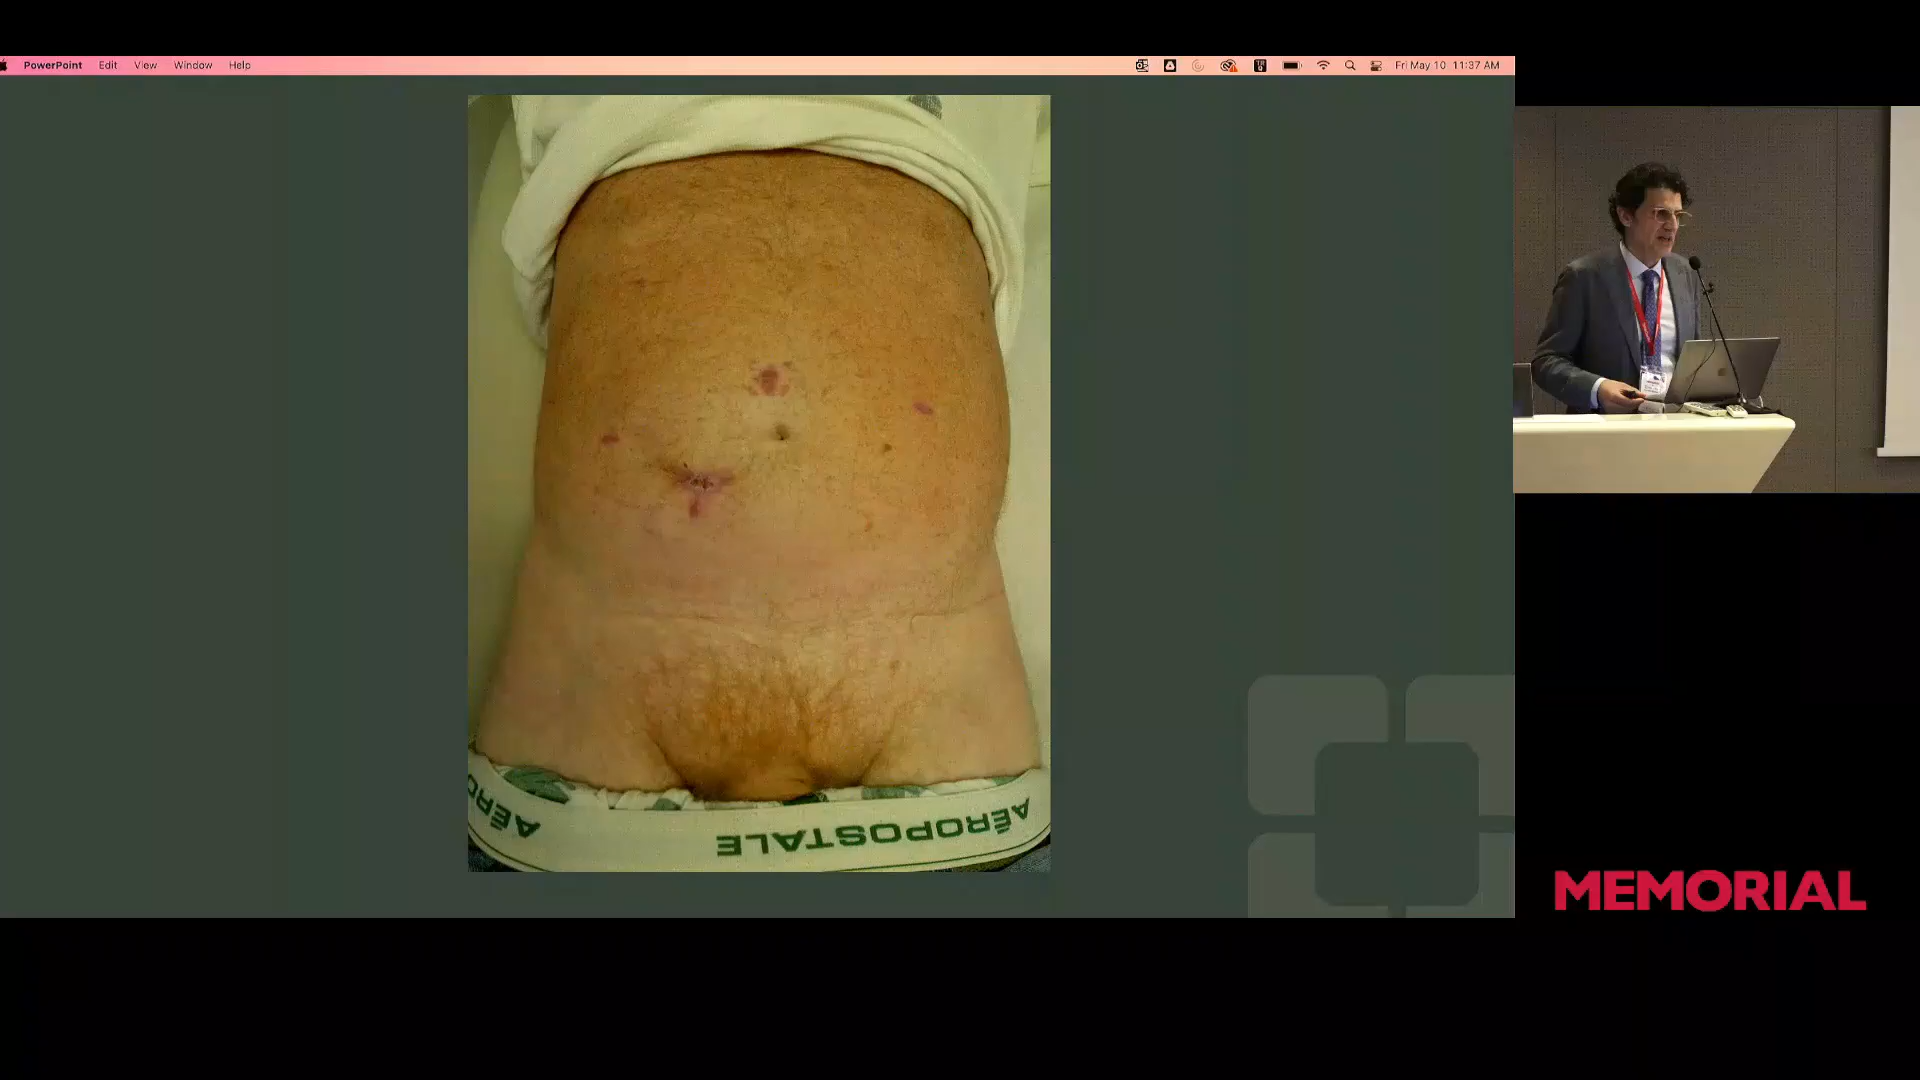 PowerPoint Edit View Window Help
Fri May 10 11:37 AM
AÉRO
AÉROPOSTALE
MEMORIAL